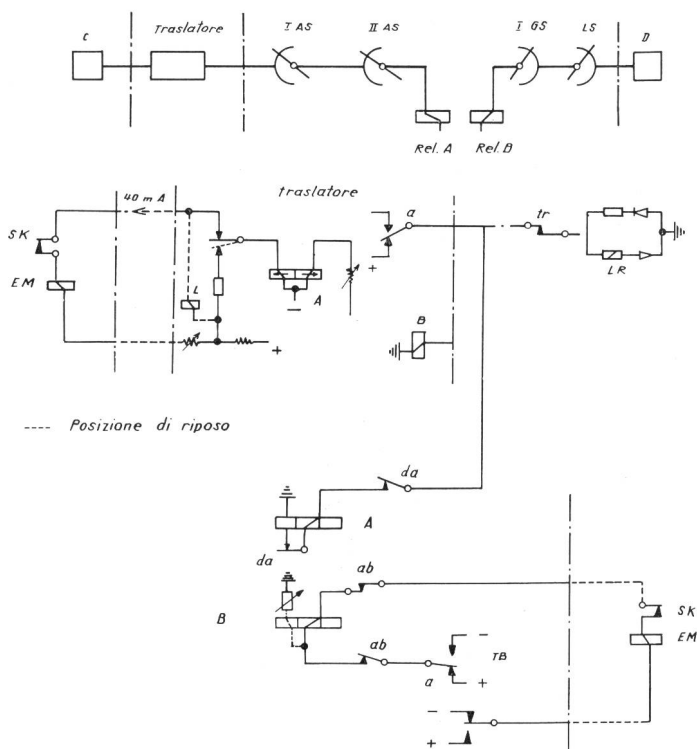 C
Traslatore
I AS
II AS
I GS
LS
D
Rel. A
Rel. B
traslatore
40 mA
SK
EM
L
A
–
+
a
+
B
tr
LR
+
---- Posizione di riposo
da
A
da
B
ab
ab
a
–
TB
+
SK
EM
–
+